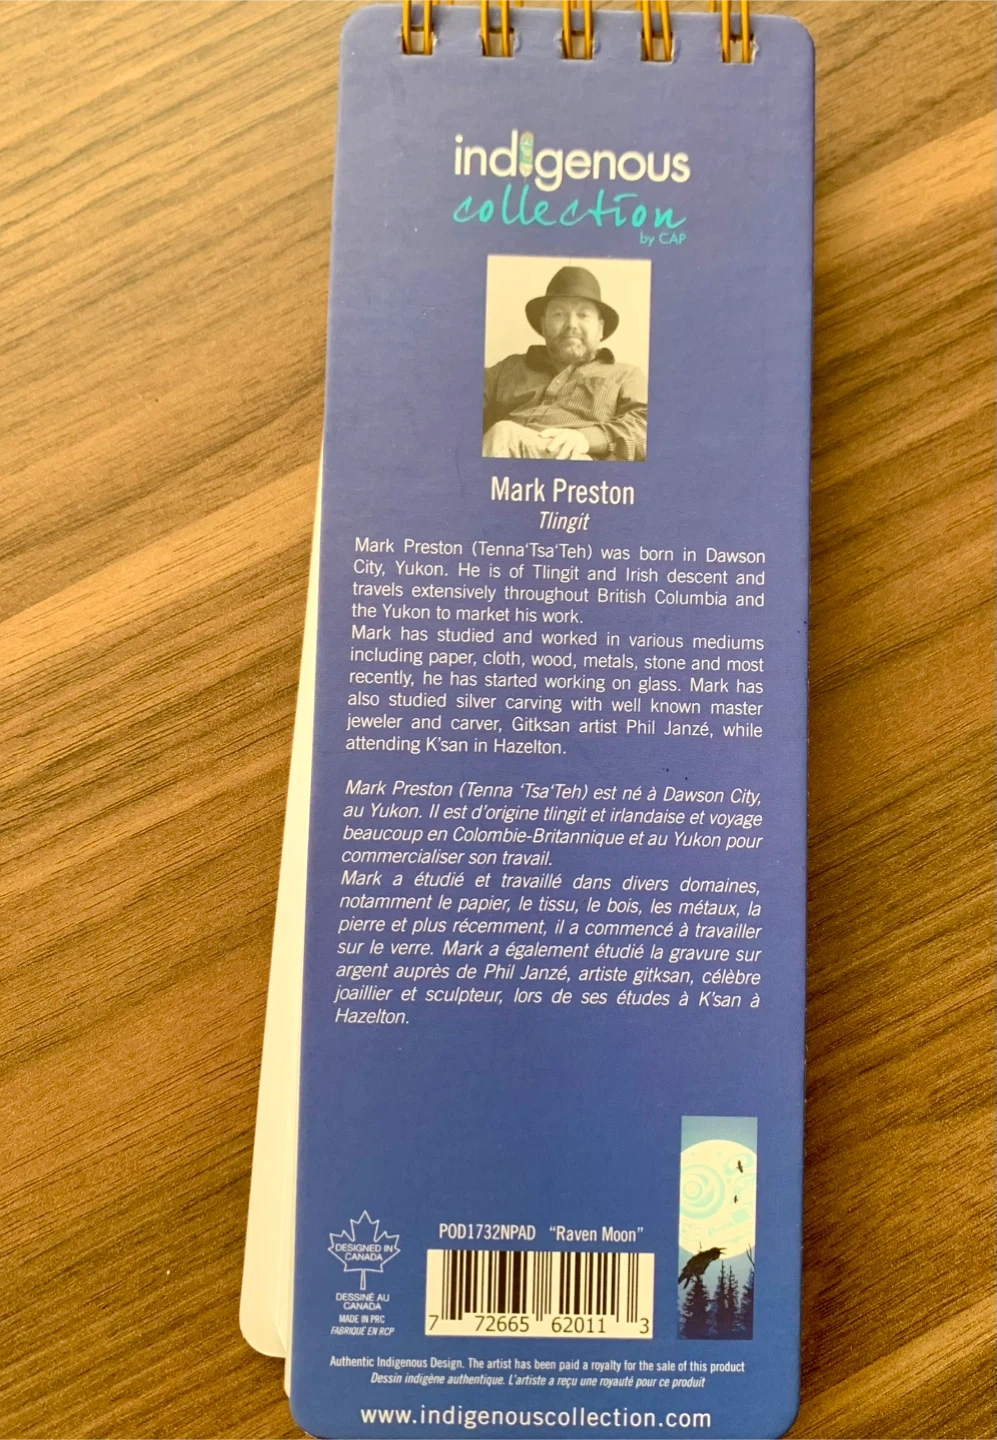 indigenous
collection
by CAP
Mark Preston
Tlingit
Mark Preston (Tenna‘Tsa‘Teh) was born in Dawson
City, Yukon. He is of Tlingit and Irish descent and
travels extensively throughout British Columbia and
the Yukon to market his work.
Mark has studied and worked in various mediums
including paper, cloth, wood, metals, stone and most
recently, he has started working on glass. Mark has
also studied silver carving with well known master
jeweler and carver, Gitksan artist Phil Janzé, while
attending K'san in Hazelton.
Mark Preston (Tenna ‘Tsa‘Teh) est né à Dawson City,
au Yukon. Il est d'origine tlingit et irlandaise et voyage
beaucoup en Colombie-Britannique et au Yukon pour
commercialiser son travail.
Mark a étudié et travaillé dans divers domaines,
notamment le papier, le tissu, le bois, les métaux, la
pierre et plus récemment, il a commencé à travailler
sur le verre. Mark a également étudié la gravure sur
argent auprès de Phil Janzé, artiste gitksan, célèbre
joaillier et sculpteur, lors de ses études à K'san à
Hazelton.
POD1732NPAD “Raven Moon”
DESIGNED IN
CANADA
DESSINÉ AU
CANADA
MADE IN PRC
FABRIQUÉ EN RCP
7 72665 62011 3
Authentic Indigenous Design. The artist has been paid a royalty for the sale of this product
Dessin indigène authentique. L'artiste a reçu une royauté pour ce produit
www.indigenouscollection.com